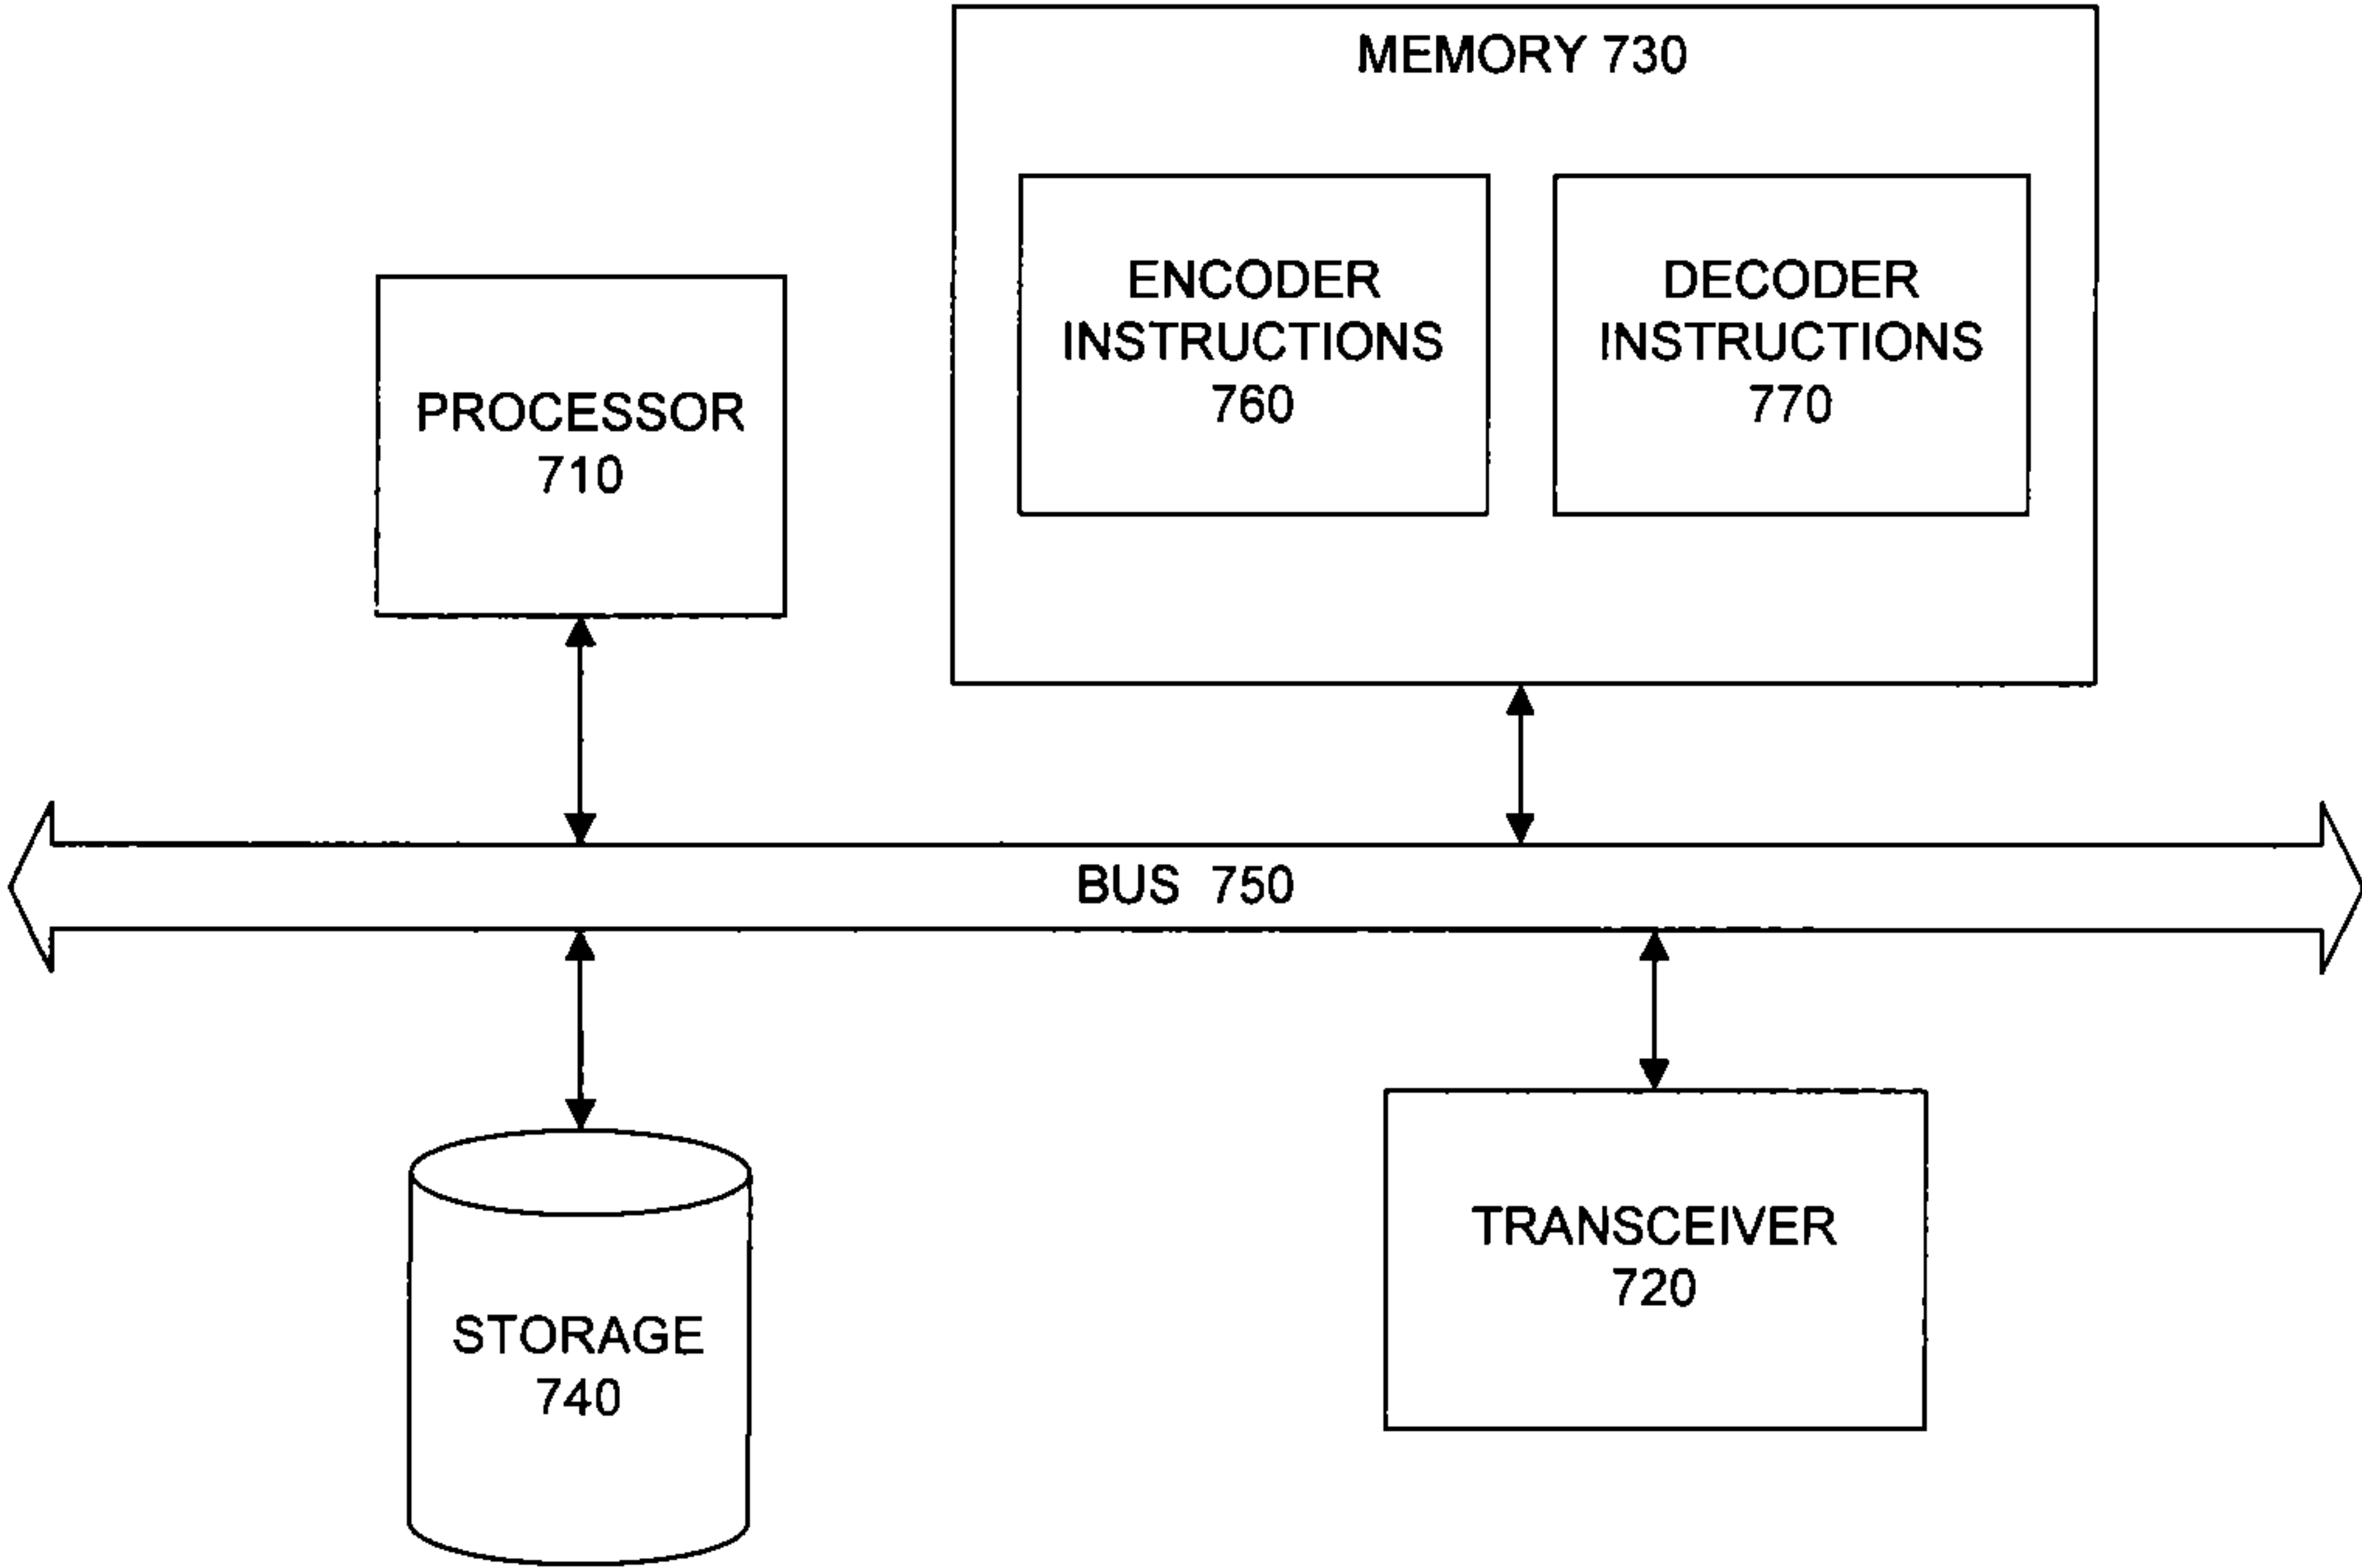 MEMORY 730
ENCODER
INSTRUCTIONS
760
DECODER
INSTRUCTIONS
770
PROCESSOR
710
BUS 750
STORAGE
740
TRANSCEIVER
720